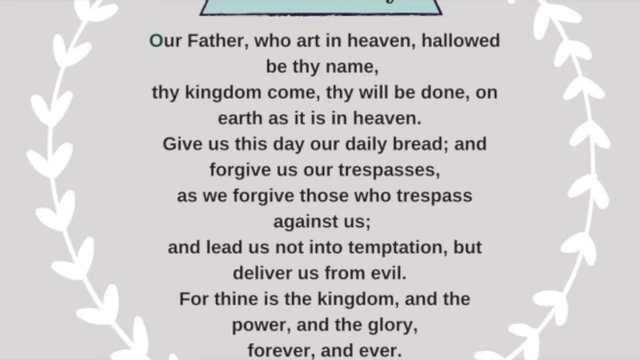 Our Father, who art in heaven, hallowed
be thy name,
thy kingdom come, thy will be done, on
earth as it is in heaven.
Give us this day our daily bread; and
forgive us our trespasses,
as we forgive those who trespass
against us;
and lead us not into temptation, but
deliver us from evil.
For thine is the kingdom, and the
power, and the glory,
forever, and ever.